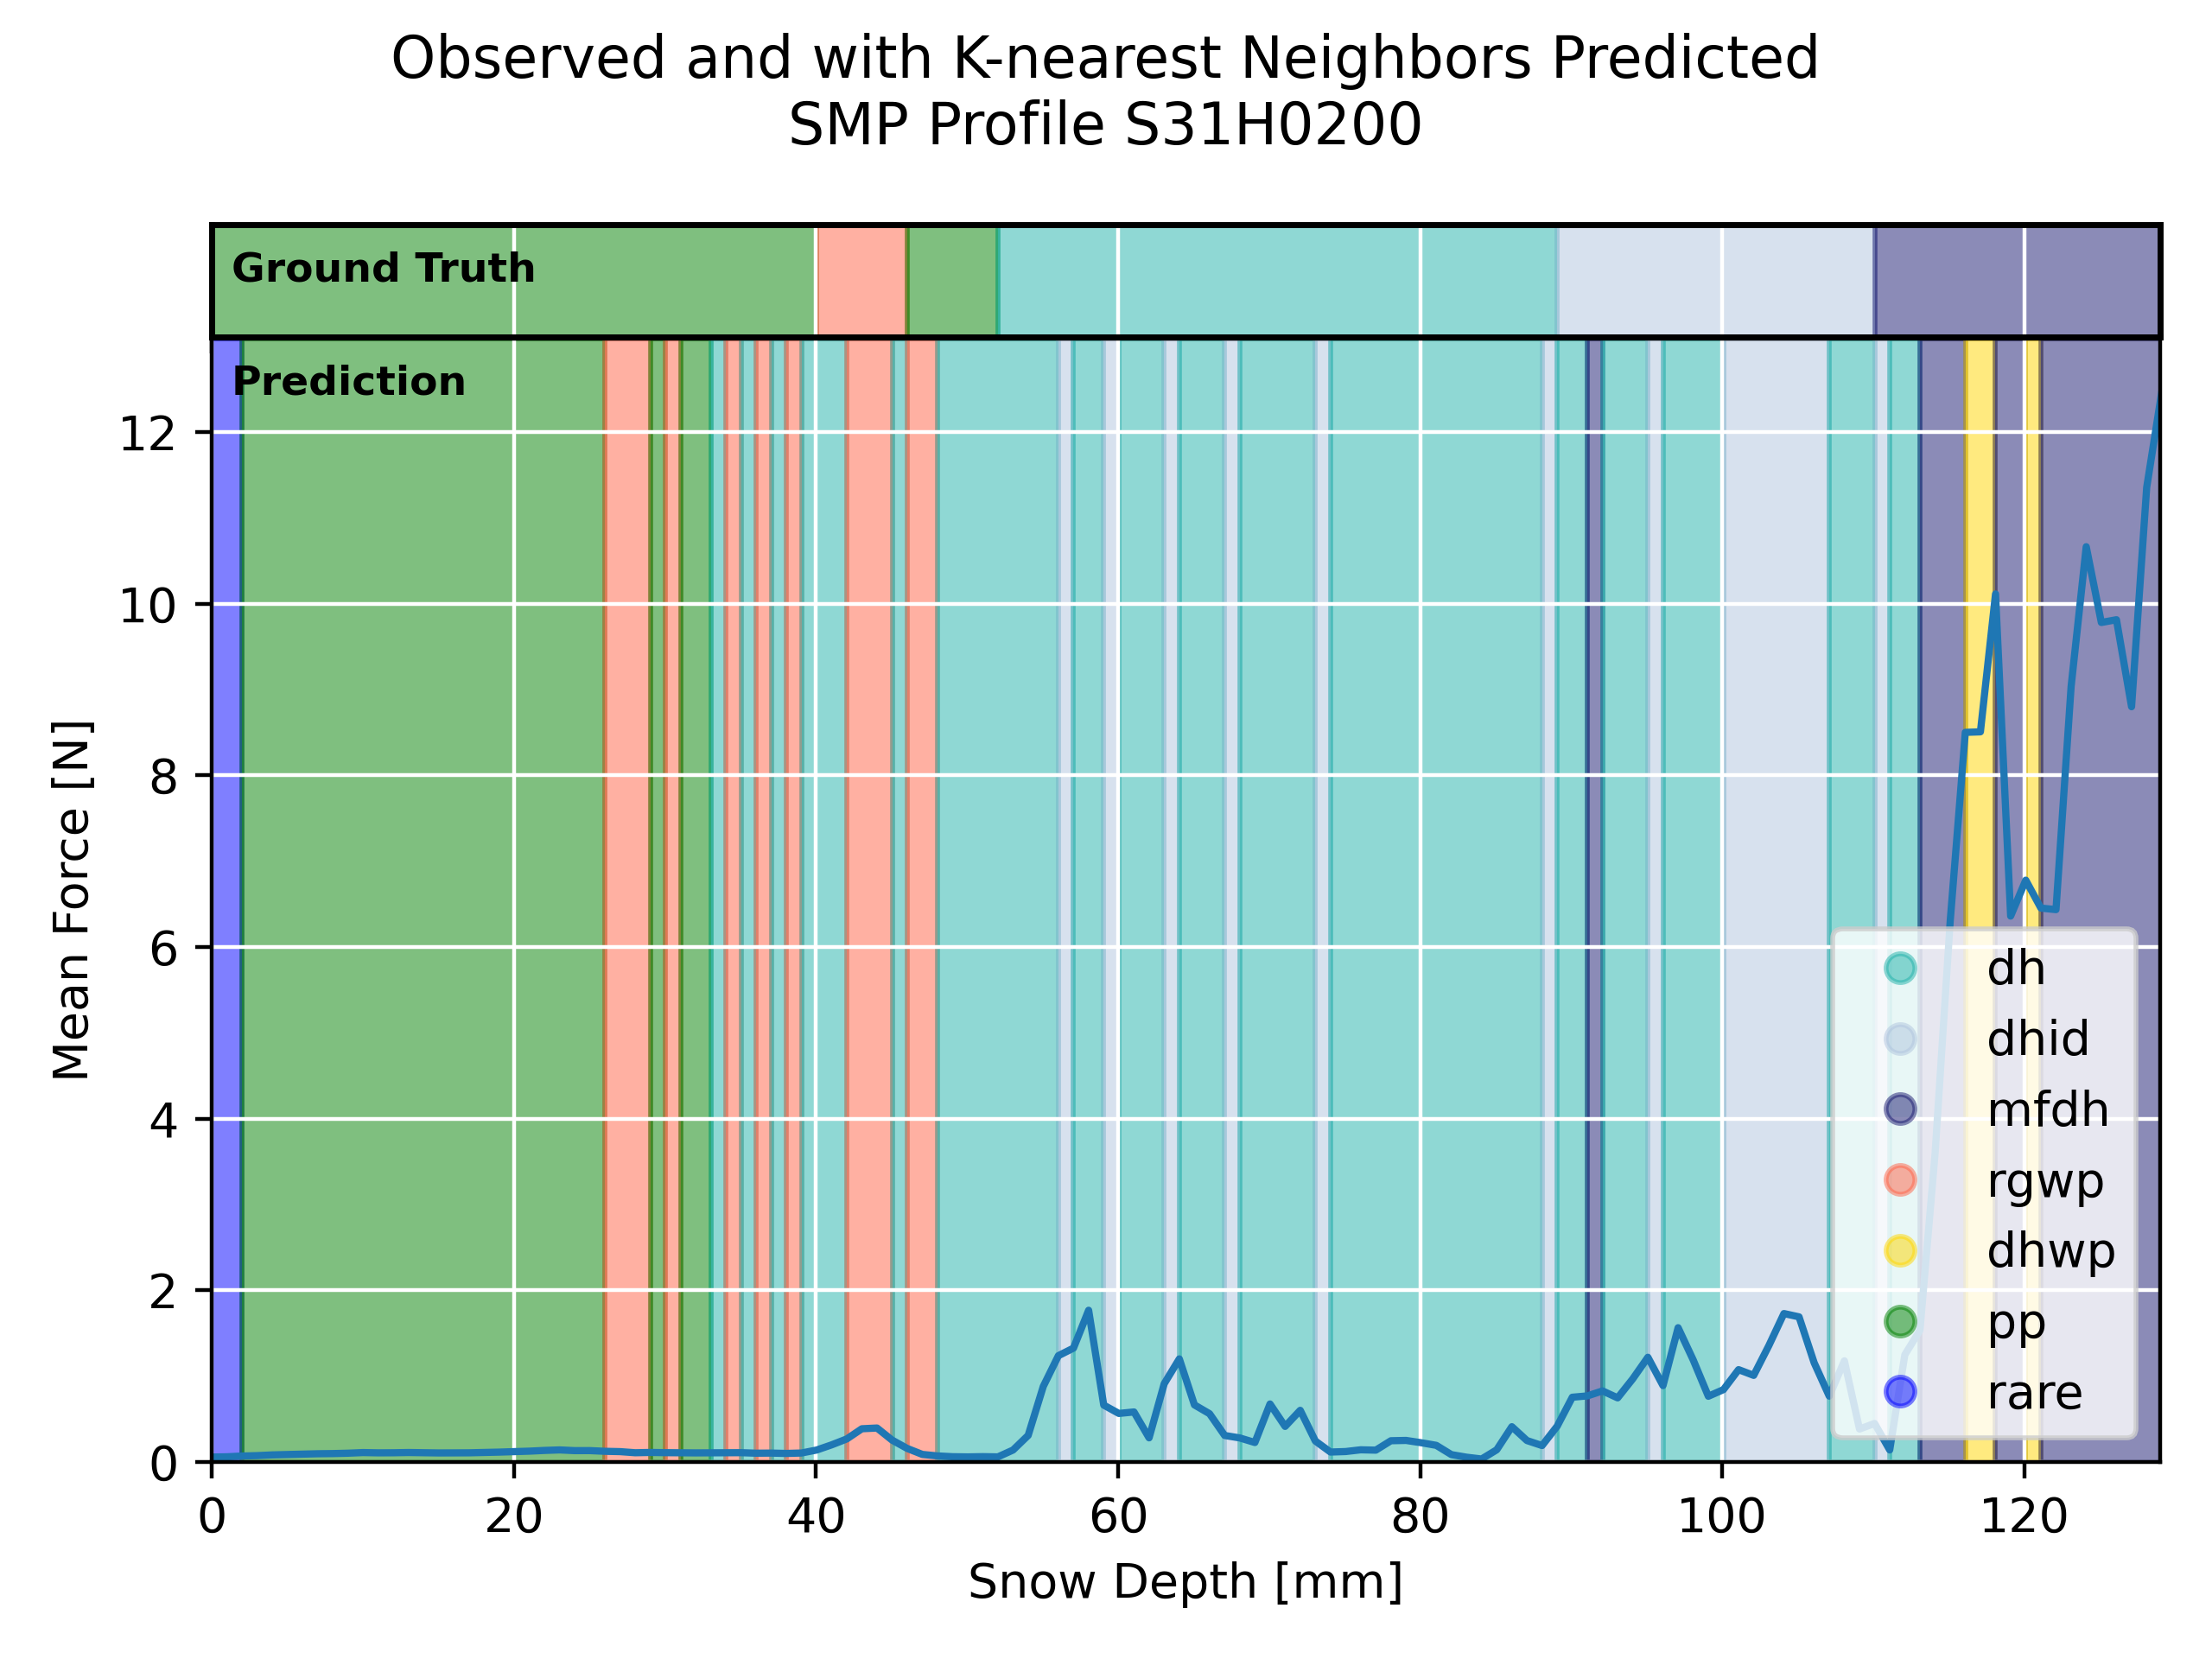 Observed and with K-nearest Neighbors Predicted
SMP Profile S31H0200
Ground Truth
Prediction
12
10
8
6
4
2
0
Mean Force [N]
dh
dhid
mfdh
rgwp
dhwp
pp
rare
0 20 40 60 80 100 120
Snow Depth [mm]